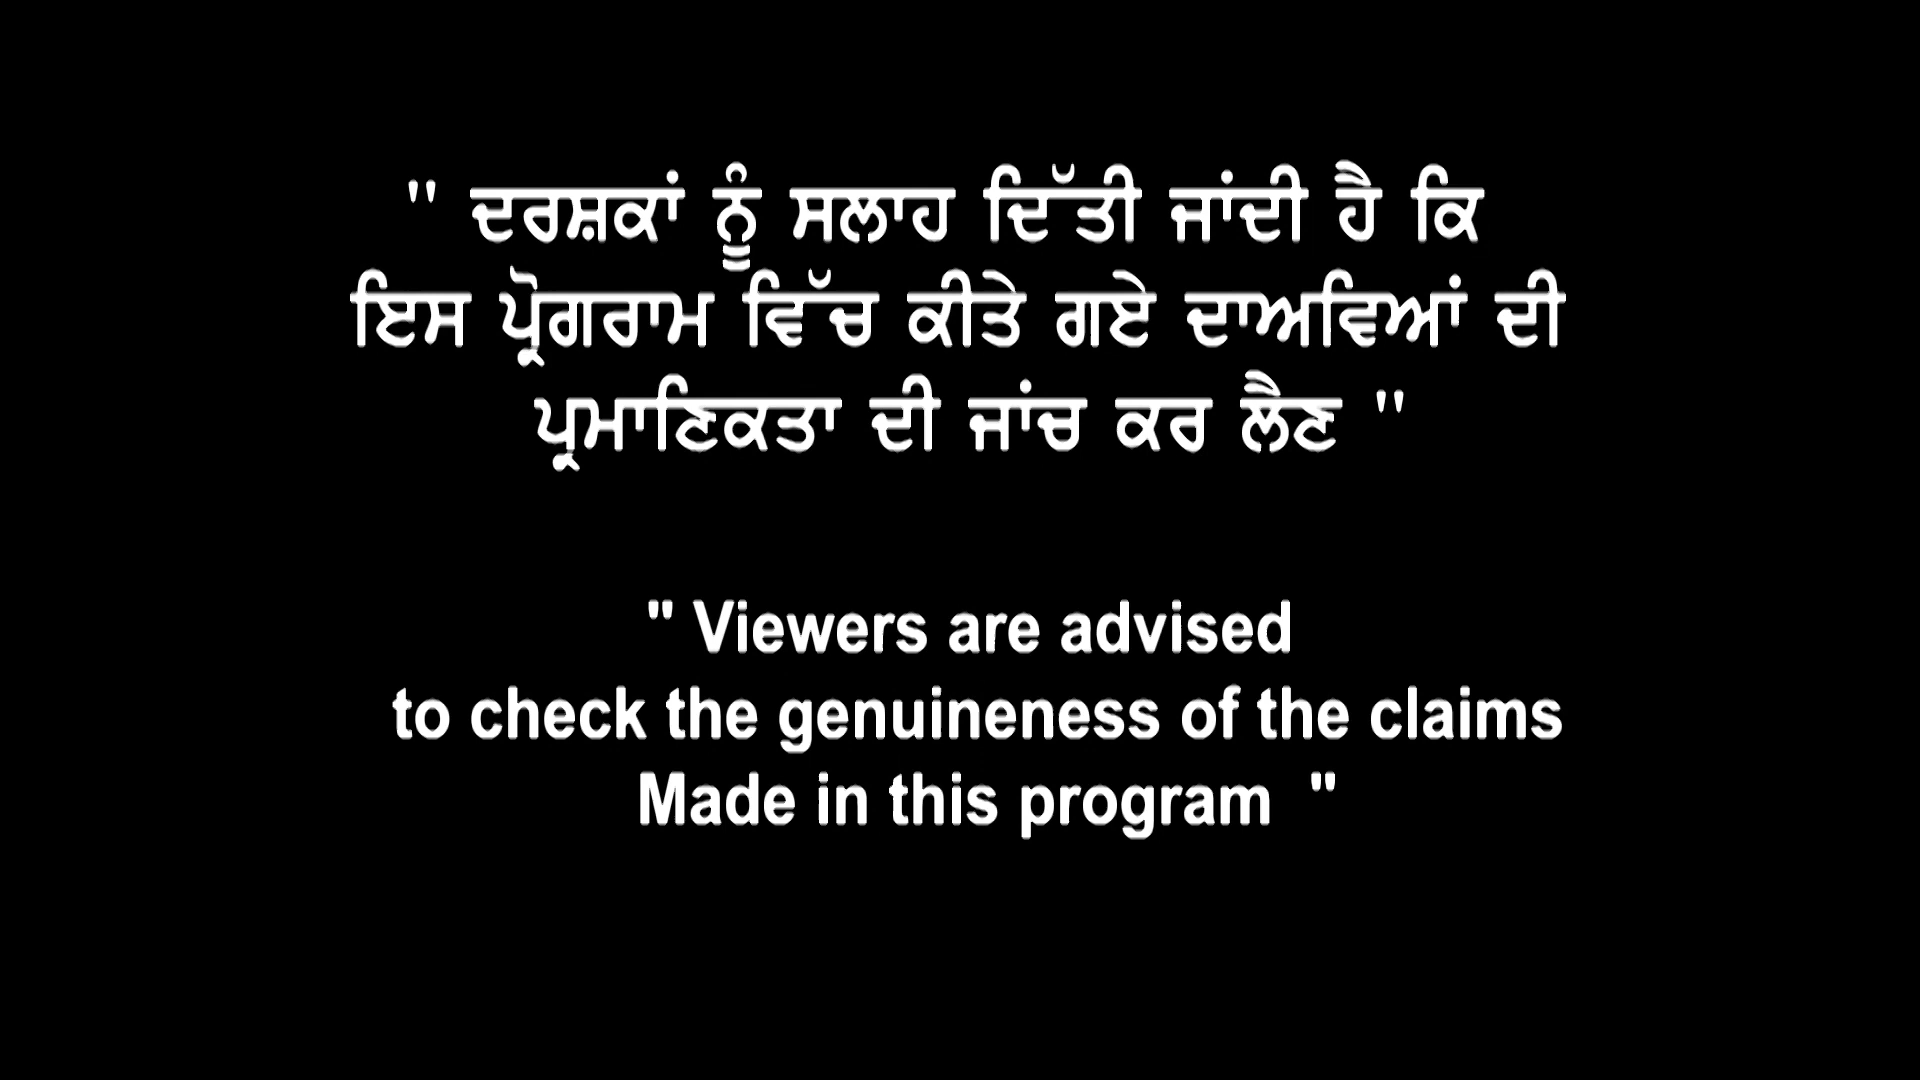 " ਦਰਸ਼ਕਾਂ ਨੂੰ ਸਲਾਹ ਦਿੱਤੀ ਜਾਂਦੀ ਹੈ ਕਿ
ਇਸ ਪ੍ਰੋਗਰਾਮ ਵਿੱਚ ਕੀਤੇ ਗਏ ਦਾਅਵਿਆਂ ਦੀ
ਪ੍ਰਮਾਣਿਕਤਾ ਦੀ ਜਾਂਚ ਕਰ ਲੈਣ "
" Viewers are advised
to check the genuineness of the claims
Made in this program "